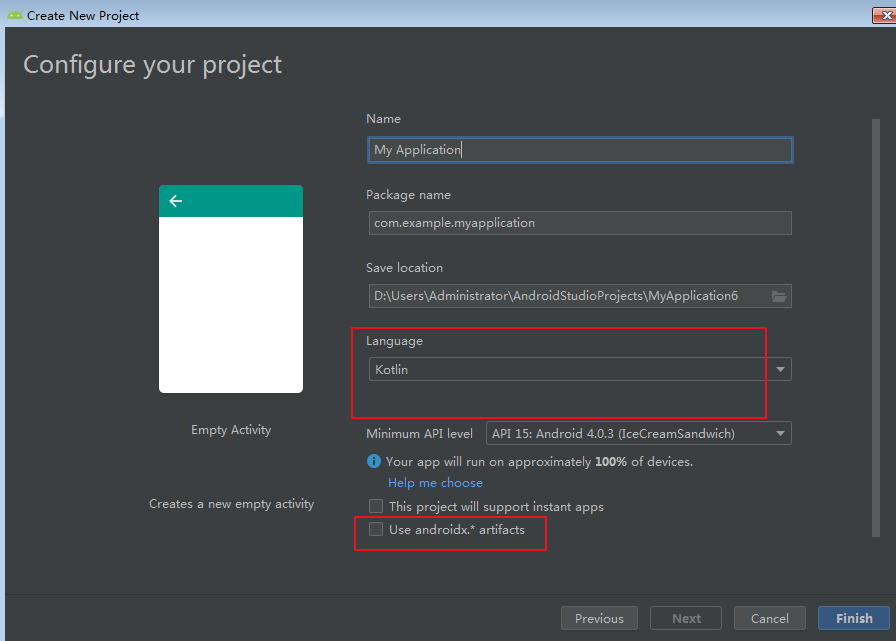 Create New Project
Configure your project
Name
My Application
Package name
com.example.myapplication
Save location
D:\Users\Administrator\AndroidStudioProjects\MyApplication6
Language
Kotlin
Empty Activity
Minimum API level API 15: Android 4.0.3 (IceCreamSandwich)
Your app will run on approximately 100% of devices.
Help me choose
Creates a new empty activity
This project will support instant apps
Use androidx.* artifacts
Previous Next Cancel Finish